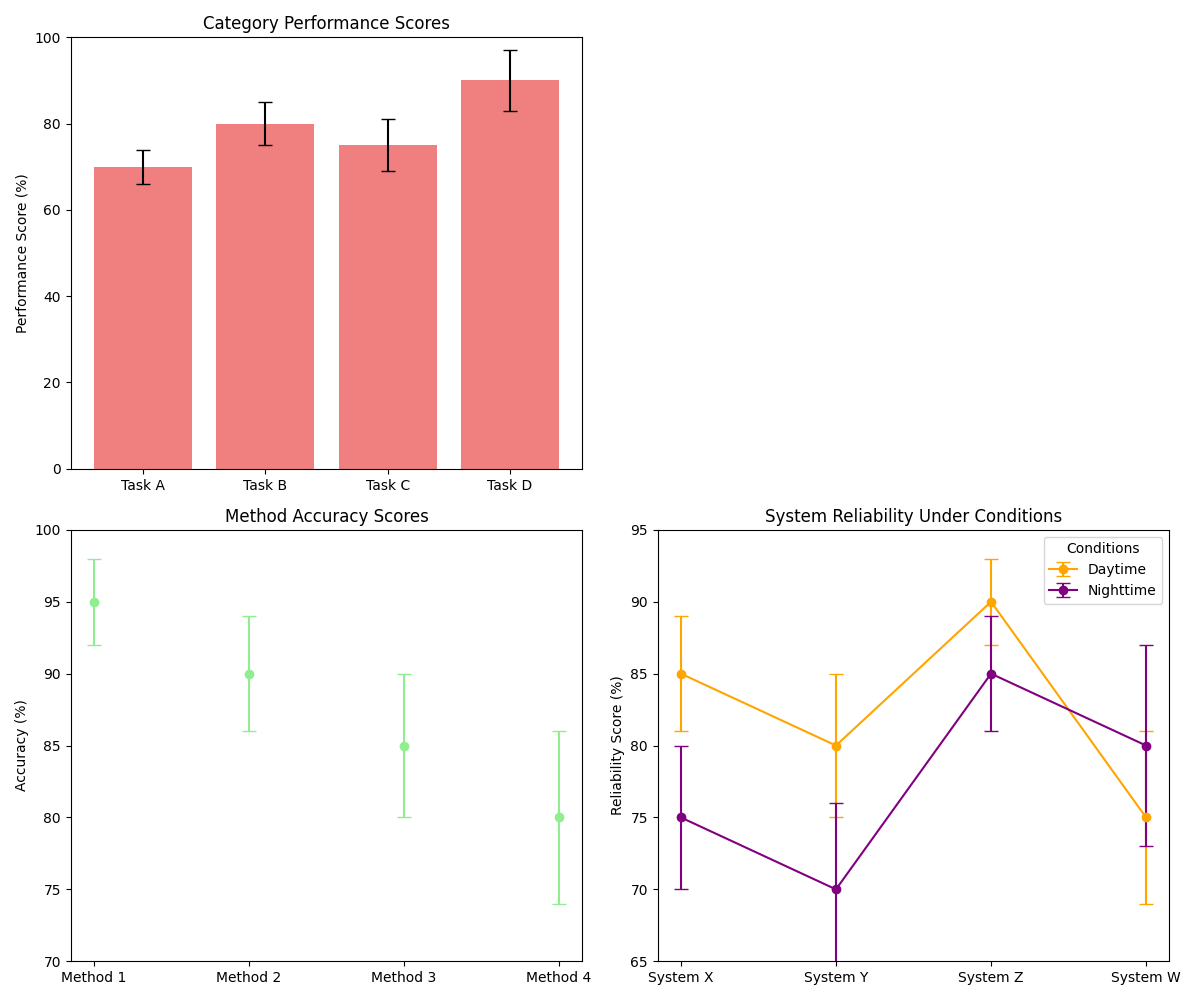 Category Performance Scores
Performance Score (%)
100
80
60
40
20
0
Task A Task B Task C Task D
Method Accuracy Scores
Accuracy (%)
100
95
90
85
80
75
70
Method 1 Method 2 Method 3 Method 4
System Reliability Under Conditions
Reliability Score (%)
95
90
85
80
75
70
65
Conditions
Daytime
Nighttime
System X System Y System Z System W